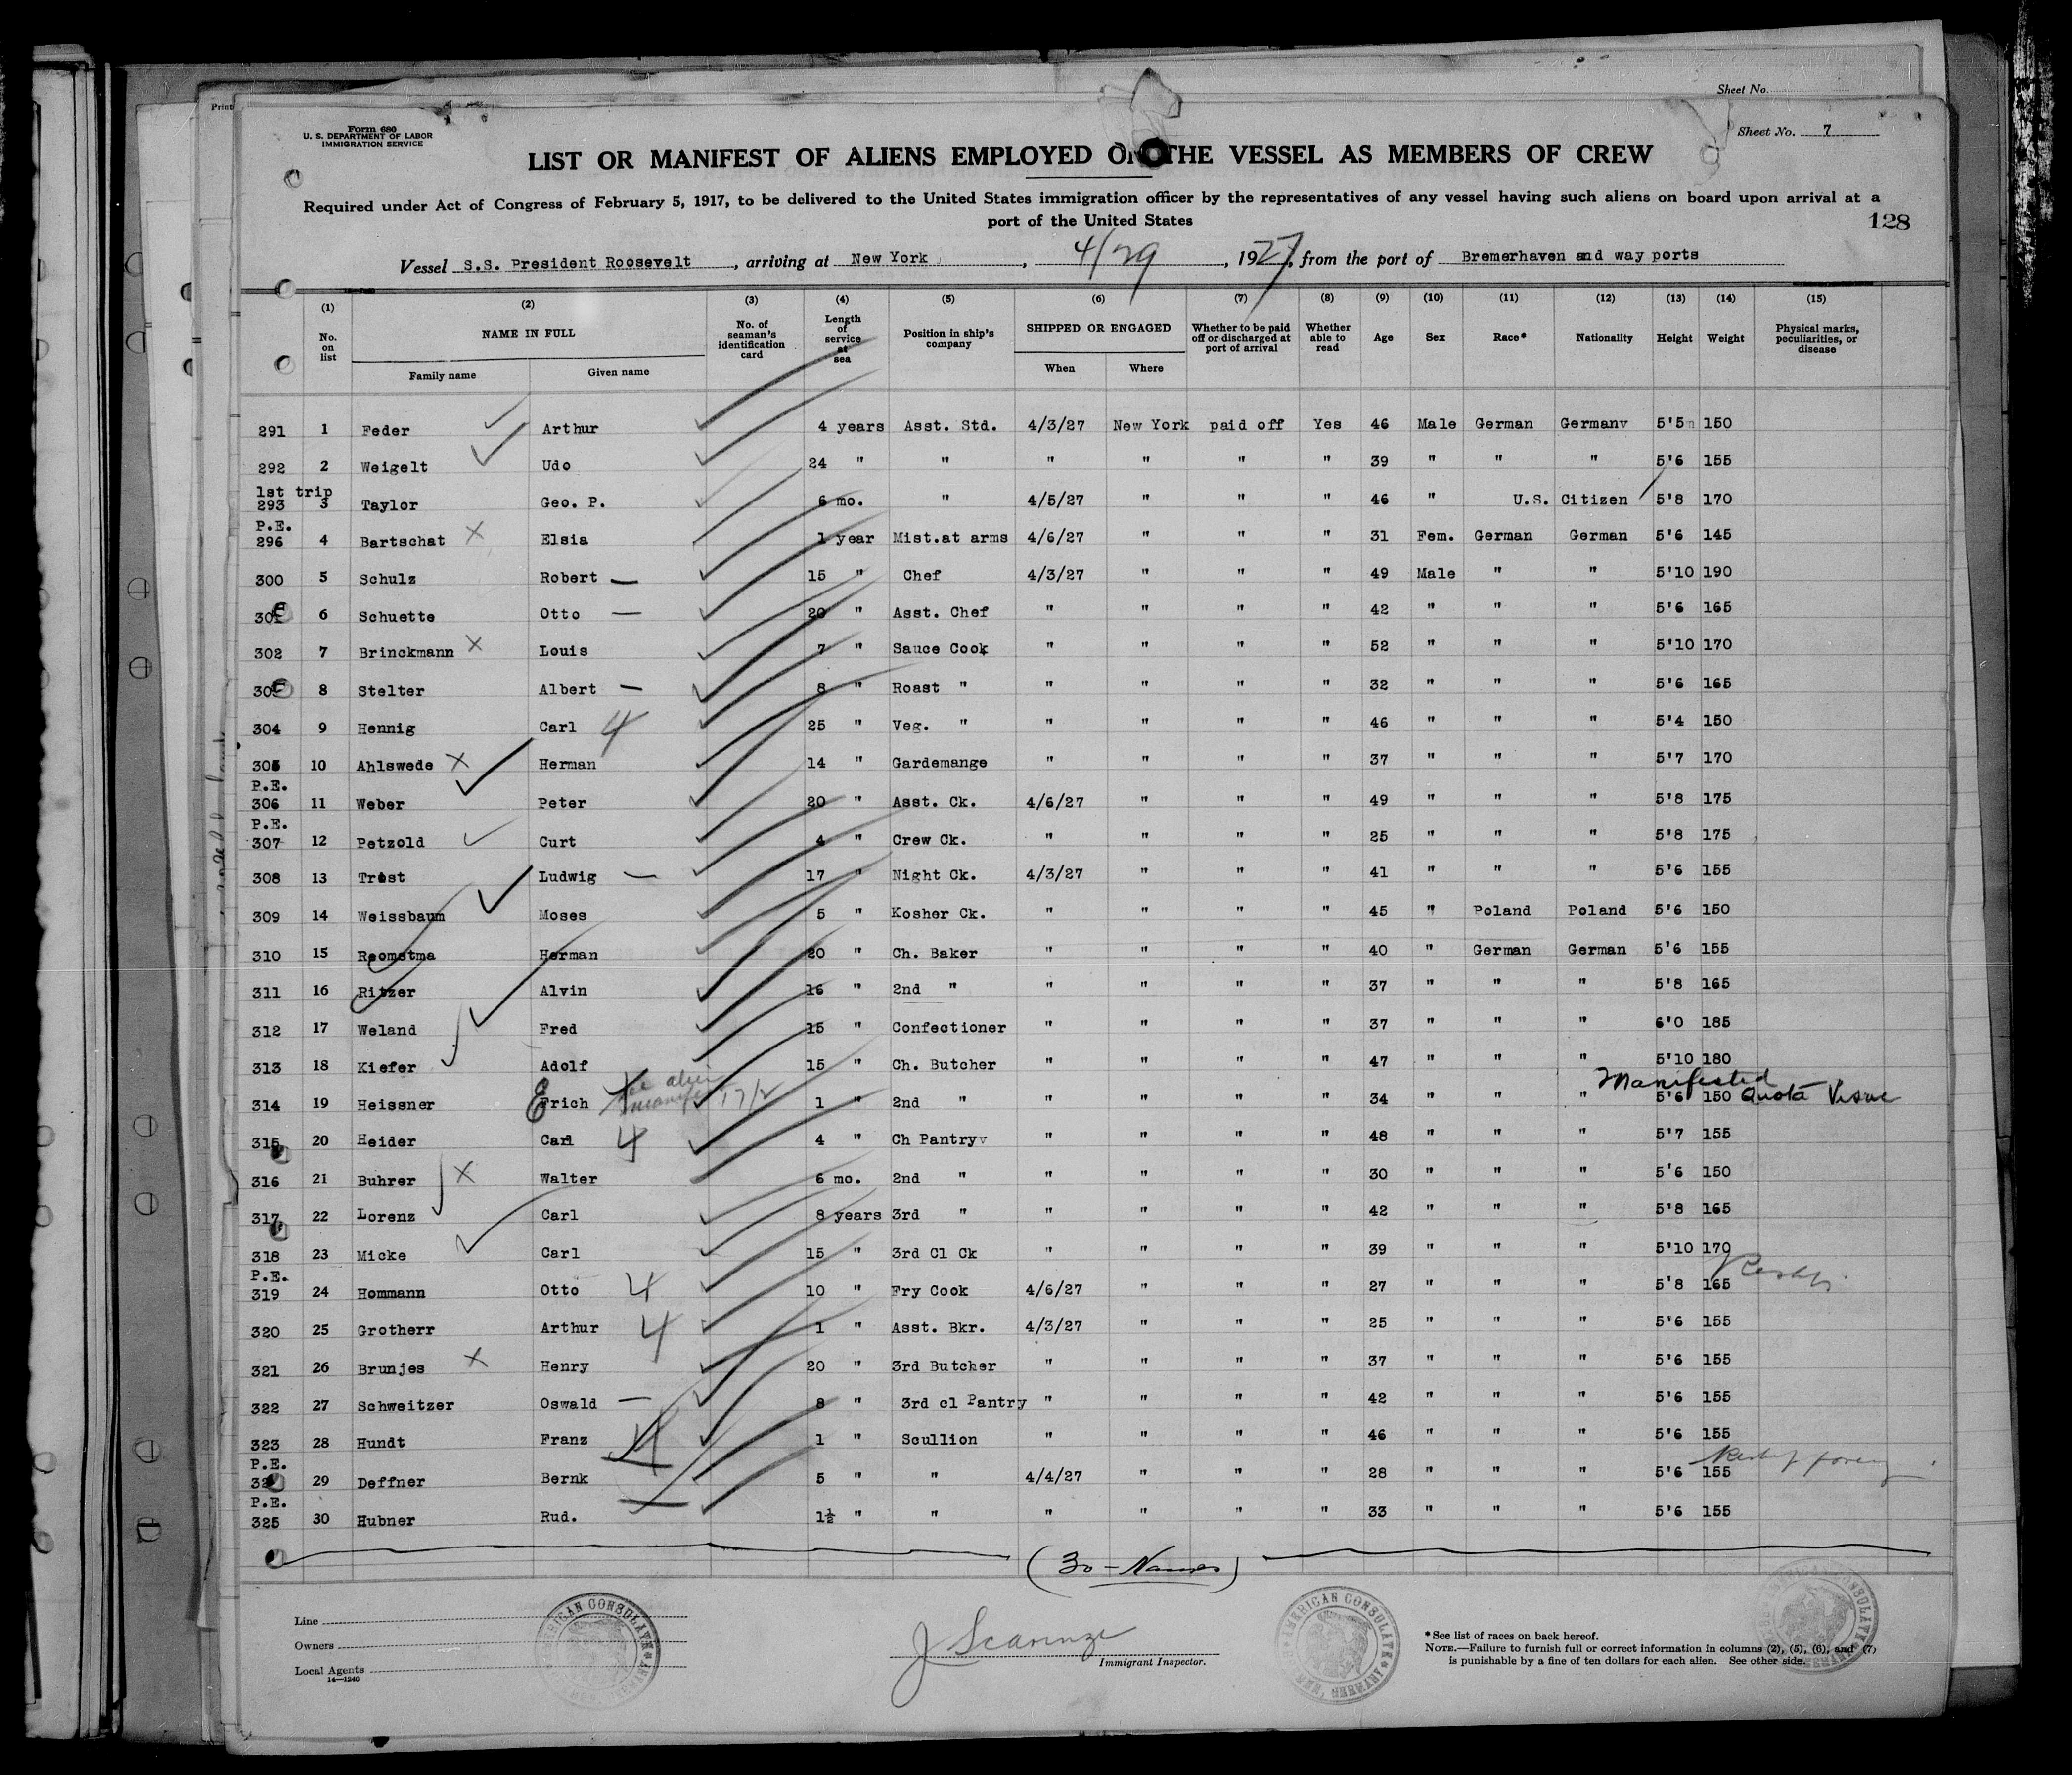 Sheet No.
Print
Form 680
U. S. DEPARTMENT OF LABOR
IMMIGRATION SERVICE
Sheet No. 7
LIST OR MANIFEST OF ALIENS EMPLOYED ON THE VESSEL AS MEMBERS OF CREW
Required under Act of Congress of February 5, 1917, to be delivered to the United States immigration officer by the representatives of any vessel having such aliens on board upon arrival at a
port of the United States
128
Vessel S.S. President Roosevelt, arriving at New York, 4/29, 1927, from the port of Bremerhaven and way ports
(1) (2) (3) (4) (5) (6) (7) (8) (9) (10) (11) (12) (13) (14) (15)
No. on list NAME IN FULL Family name Given name No. of seaman's identification card Length of service at sea Position in ship's company SHIPPED OR ENGAGED When Where Whether to be paid off or discharged at port of arrival Whether able to read Age Sex Race* Nationality Height Weight Physical marks, peculiarities, or disease
291 1 Feder Arthur 4 years Asst. Std. 4/3/27 New York paid off Yes 46 Male German Germany 5'5 150
292 2 Weigelt Udo 24 " " " " " " 39 " " " 5'6 155
1st trip
293 3 Taylor Geo. P. 6 mo. " 4/5/27 " " " 46 " U.S. Citizen 5'8 170
P.E.
296 4 Bartschat Elsia 1 year Mist.at arms 4/6/27 " " " 31 Fem. German German 5'6 145
300 5 Schulz Robert 15 " Chef 4/3/27 " " " 49 Male " " 5'10 190
30 6 Schuette Otto 20 " Asst. Chef " " " " 42 " " " 5'6 165
302 7 Brinckmann Louis 7 " Sauce Cook " " " " 52 " " " 5'10 170
30 8 Stelter Albert 8 " Roast " " " " " 32 " " " 5'6 165
304 9 Hennig Carl 4 25 " Veg. " " " " " 46 " " " 5'4 150
305 10 Ahlswede Herman 14 " Gardemange " " " " 37 " " " 5'7 170
P.E.
306 11 Weber Peter 20 " Asst. Ck. 4/6/27 " " " 49 " " " 5'8 175
P.E.
307 12 Petzold Curt 4 " Crew Ck. " " " " 25 " " " 5'8 175
308 13 Trost Ludwig 17 " Night Ck. 4/3/27 " " " 41 " " " 5'6 155
309 14 Weissbaum Moses 5 " Kosher Ck. " " " " 45 " Poland Poland 5'6 150
310 15 Reomstma Herman 20 " Ch. Baker " " " " 40 " German German 5'6 155
311 16 Ritzer Alvin 16 " 2nd " " " " " 37 " " " 5'8 165
312 17 Weland Fred 15 " Confectioner " " " " 37 " " " 6'0 185
313 18 Kiefer Adolf 15 " Ch. Butcher " " " " 47 " " " 5'10 180
Manifested
314 19 Heissner Erich 1 " 2nd " " " " " 34 " " " 5'6 150 Quota Visae
315 20 Heider Carl 4 4 " Ch Pantry " " " " 48 " " " 5'7 155
316 21 Buhrer Walter 6 mo. 2nd " " " " " 30 " " " 5'6 150
317 22 Lorenz Carl 8 years 3rd " " " " " 42 " " " 5'8 165
318 23 Micke Carl 15 " 3rd Cl Ck " " " " 39 " " " 5'10 170
P.E.
319 24 Hommann Otto 4 10 " Fry Cook 4/6/27 " " " 27 " " " 5'8 165
320 25 Grotherr Arthur 4 1 " Asst. Bkr. 4/3/27 " " " 25 " " " 5'6 155
321 26 Brunjes Henry 20 " 3rd Butcher " " " " 37 " " " 5'6 155
322 27 Schweitzer Oswald 8 " 3rd cl Pantry " " " " 42 " " " 5'6 155
323 28 Hundt Franz 4 1 " Scullion " " " " 46 " " " 5'6 155
P.E.
32 29 Deffner Bernk 5 " " 4/4/27 " " " 28 " " " 5'6 155
P.E.
325 30 Hubner Rud. 1½ " " " " " " 33 " " " 5'6 155
(30 - Names)
Line
Owners
Local Agents
14—1240
AMERICAN CONSULATE
J Scarinzi
Immigrant Inspector.
AMERICAN CONSULATE
*See list of races on back hereof.
NOTE.—Failure to furnish full or correct information in columns (2), (5), (6), and (7)
is punishable by a fine of ten dollars for each alien. See other side.